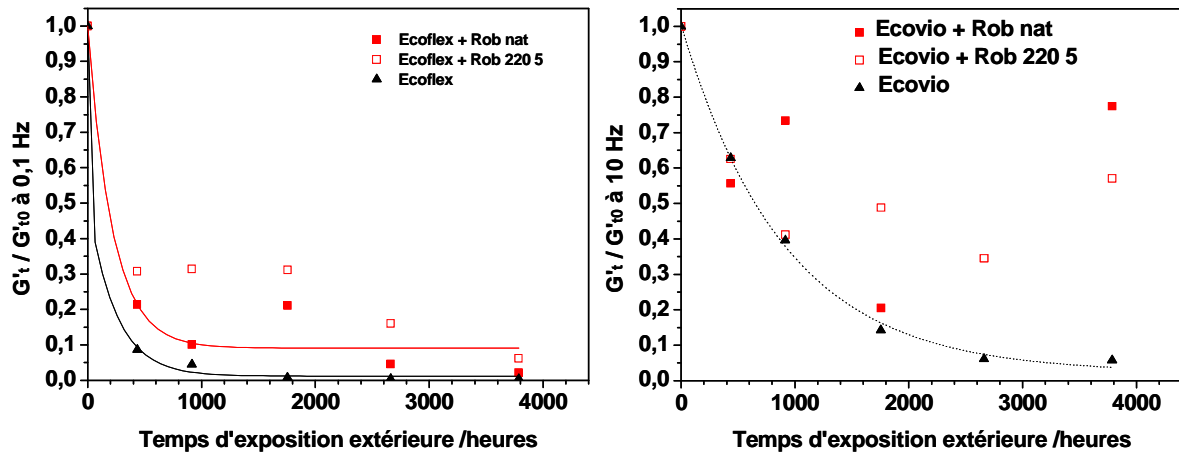 1,0
0,9
0,8
0,7
0,6
0,5
0,4
0,3
0,2
0,1
0,0
G't / G't0 à 0,1 Hz
Ecoflex + Rob nat
Ecoflex + Rob 220 5
Ecoflex
0 1000 2000 3000 4000
Temps d'exposition extérieure /heures
1,0
0,9
0,8
0,7
0,6
0,5
0,4
0,3
0,2
0,1
0,0
G't / G't0 à 10 Hz
Ecovio + Rob nat
Ecovio + Rob 220 5
Ecovio
0 1000 2000 3000 4000
Temps d'exposition extérieure /heures